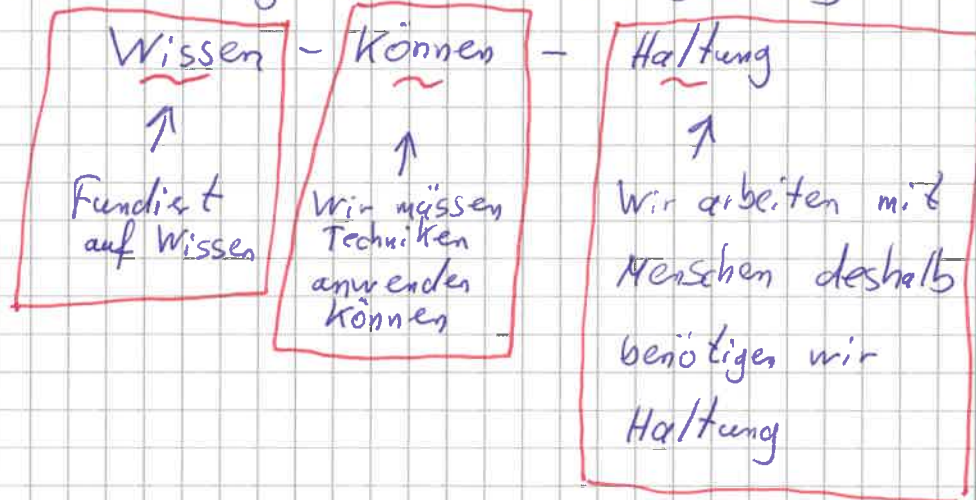 Wissen - Können - Haltung
Fundiert
auf Wissen
Wir müssen
Techniken
anwenden
können
Wir arbeiten mit
Menschen deshalb
benötigen wir
Haltung